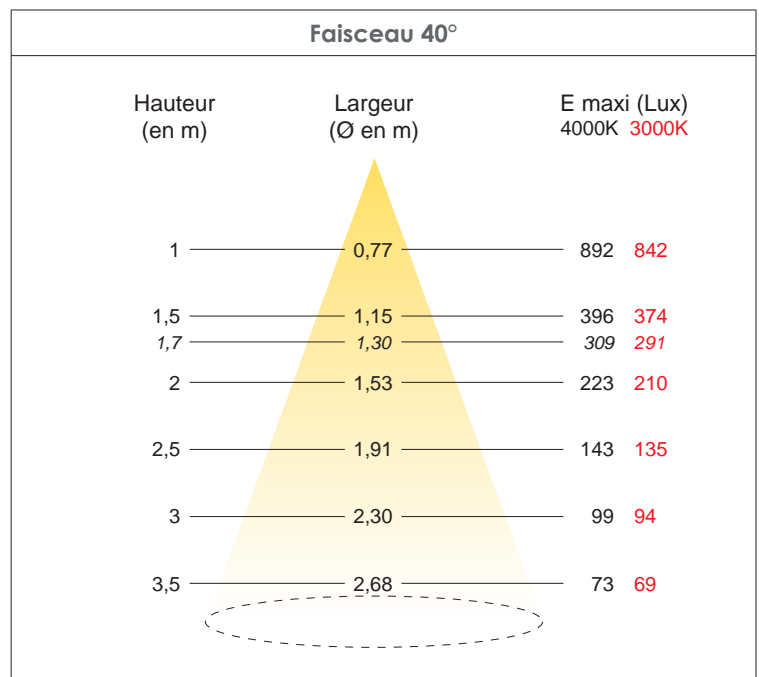 Faisceau 40°
Hauteur Largeur E maxi (Lux)
(en m) (Ø en m) 4000K 3000K
1 0,77 892 842
1,5 1,15 396 374
1,7 1,30 309 291
2 1,53 223 210
2,5 1,91 143 135
3 2,30 99 94
3,5 2,68 73 69